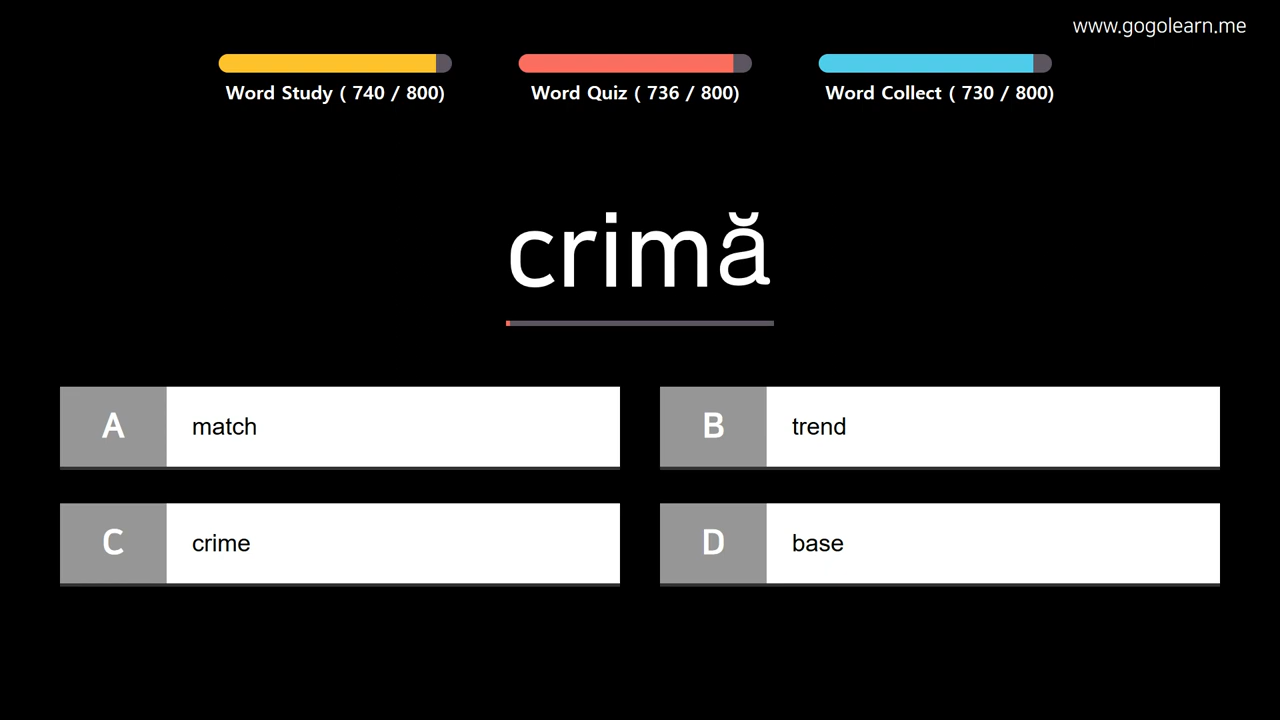 www.gogolearn.me
Word Study ( 740 / 800)
Word Quiz ( 736 / 800)
Word Collect ( 730 / 800)
crimă
A match
B trend
C crime
D base